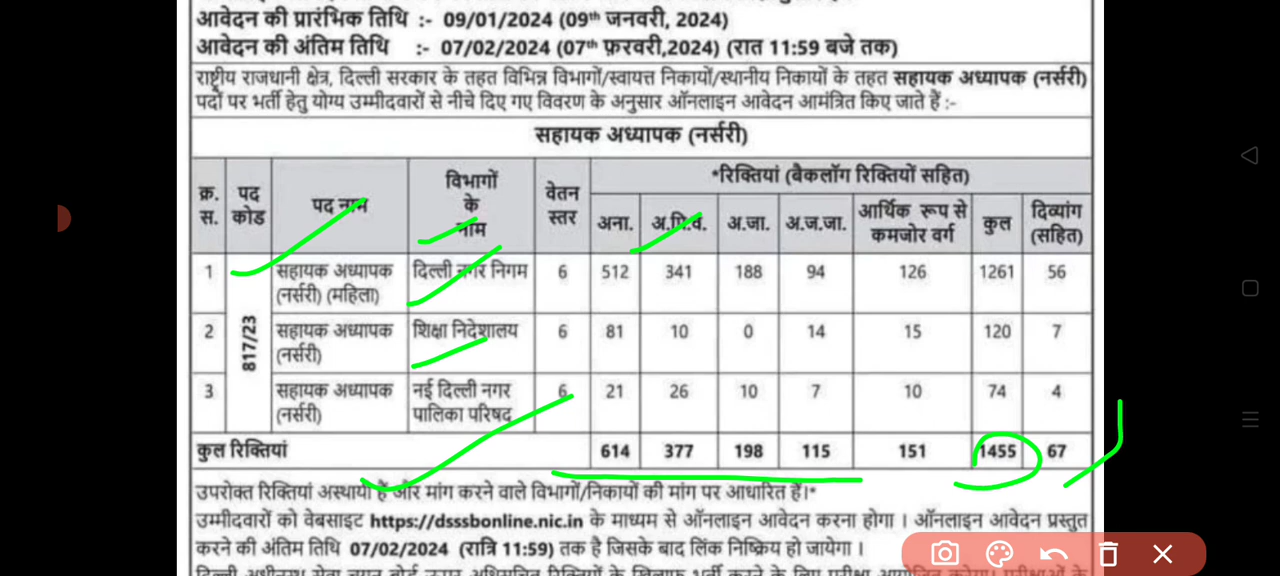 आवेदन की प्रारंभिक तिथि :- 09/01/2024 (09th जनवरी, 2024)
आवेदन की अंतिम तिथि :- 07/02/2024 (07th फ़रवरी,2024) (रात 11:59 बजे तक)
राष्ट्रीय राजधानी क्षेत्र, दिल्ली सरकार के तहत विभिन्न विभागों/स्वायत्त निकायों/स्थानीय निकायों के तहत सहायक अध्यापक (नर्सरी)
पदों पर भर्ती हेतु योग्य उम्मीदवारों से नीचे दिए गए विवरण के अनुसार ऑनलाइन आवेदन आमंत्रित किए जाते हैं :-
सहायक अध्यापक (नर्सरी)
क्र. स. पद कोड पद नाम विभागों के नाम वेतन स्तर *रिक्तियां (बैकलॉग रिक्तियों सहित)
अना. अ.पि.व. अ.जा. अ.ज.जा. आर्थिक रूप से कमजोर वर्ग कुल दिव्यांग (सहित)
1 817/23 सहायक अध्यापक (नर्सरी) (महिला) दिल्ली नगर निगम 6 512 341 188 94 126 1261 56
2 सहायक अध्यापक (नर्सरी) शिक्षा निदेशालय 6 81 10 0 14 15 120 7
3 सहायक अध्यापक (नर्सरी) नई दिल्ली नगर पालिका परिषद 6 21 26 10 7 10 74 4
कुल रिक्तियां 614 377 198 115 151 1455 67
उपरोक्त रिक्तियां अस्थायी हैं और मांग करने वाले विभागों/निकायों की मांग पर आधारित हैं।*
उम्मीदवारों को वेबसाइट https://dsssbonline.nic.in के माध्यम से ऑनलाइन आवेदन करना होगा । ऑनलाइन आवेदन प्रस्तुत
करने की अंतिम तिथि 07/02/2024 (रात्रि 11:59) तक है जिसके बाद लिंक निष्क्रिय हो जायेगा ।